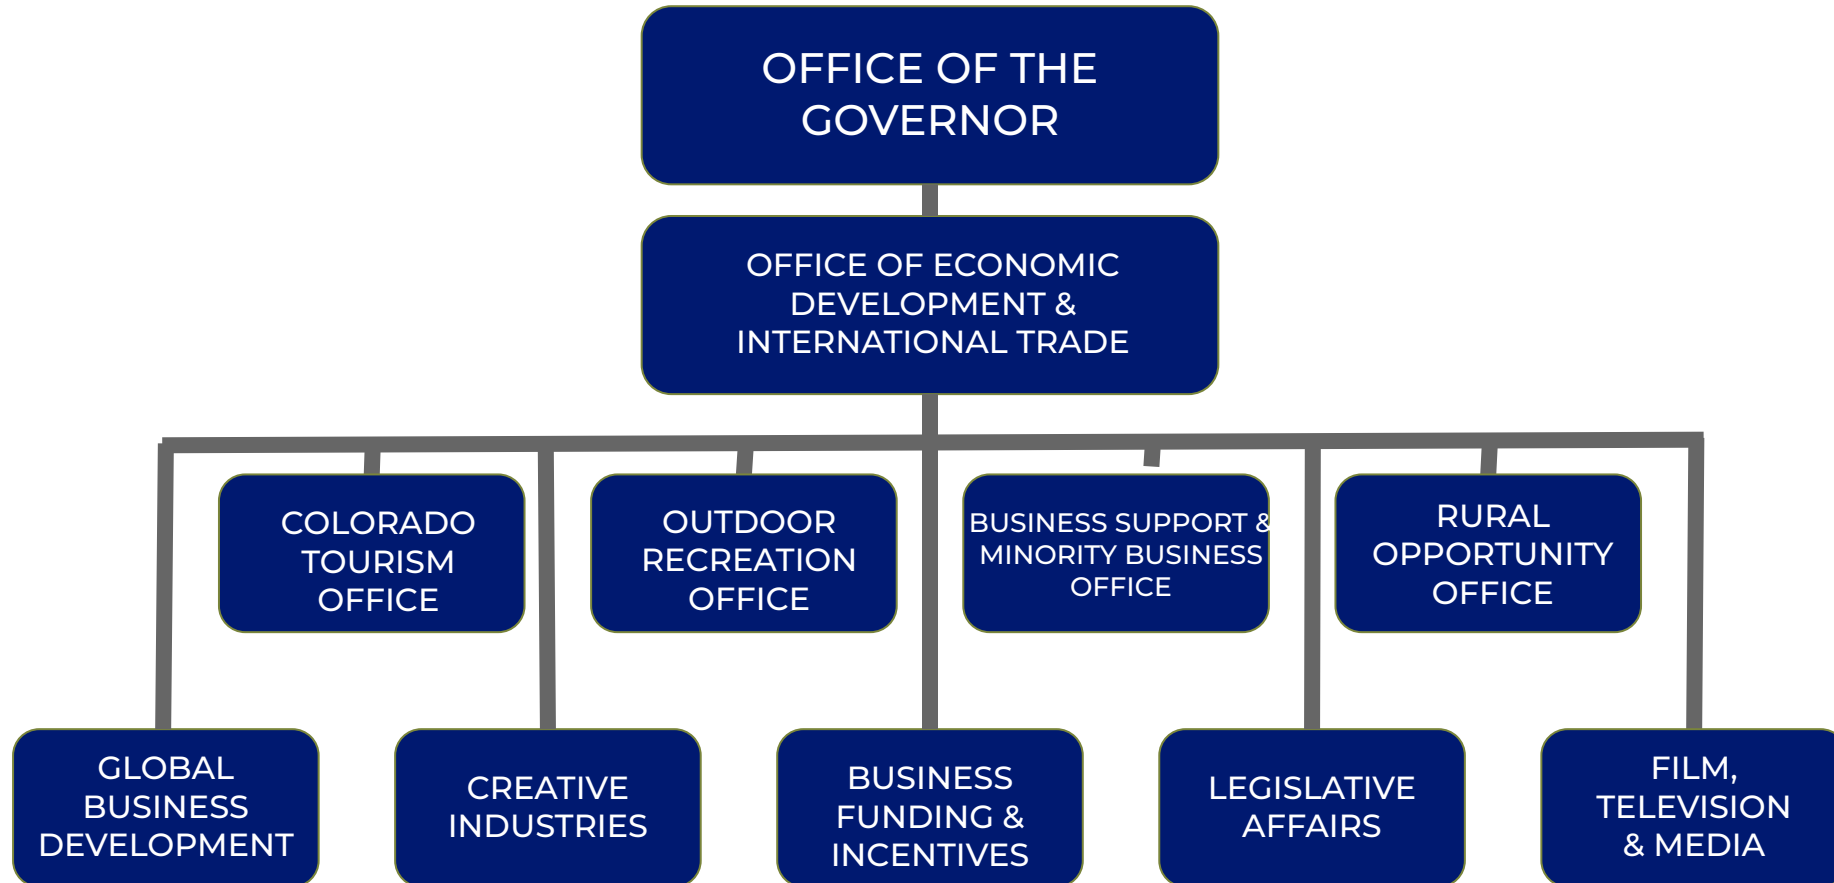 OFFICE OF THE
GOVERNOR
OFFICE OF ECONOMIC
DEVELOPMENT &
INTERNATIONAL TRADE
COLORADO
TOURISM
OFFICE
OUTDOOR
RECREATION
OFFICE
BUSINESS SUPPORT &
MINORITY BUSINESS
OFFICE
RURAL
OPPORTUNITY
OFFICE
GLOBAL
BUSINESS
DEVELOPMENT
CREATIVE
INDUSTRIES
BUSINESS
FUNDING &
INCENTIVES
LEGISLATIVE
AFFAIRS
FILM,
TELEVISION
& MEDIA